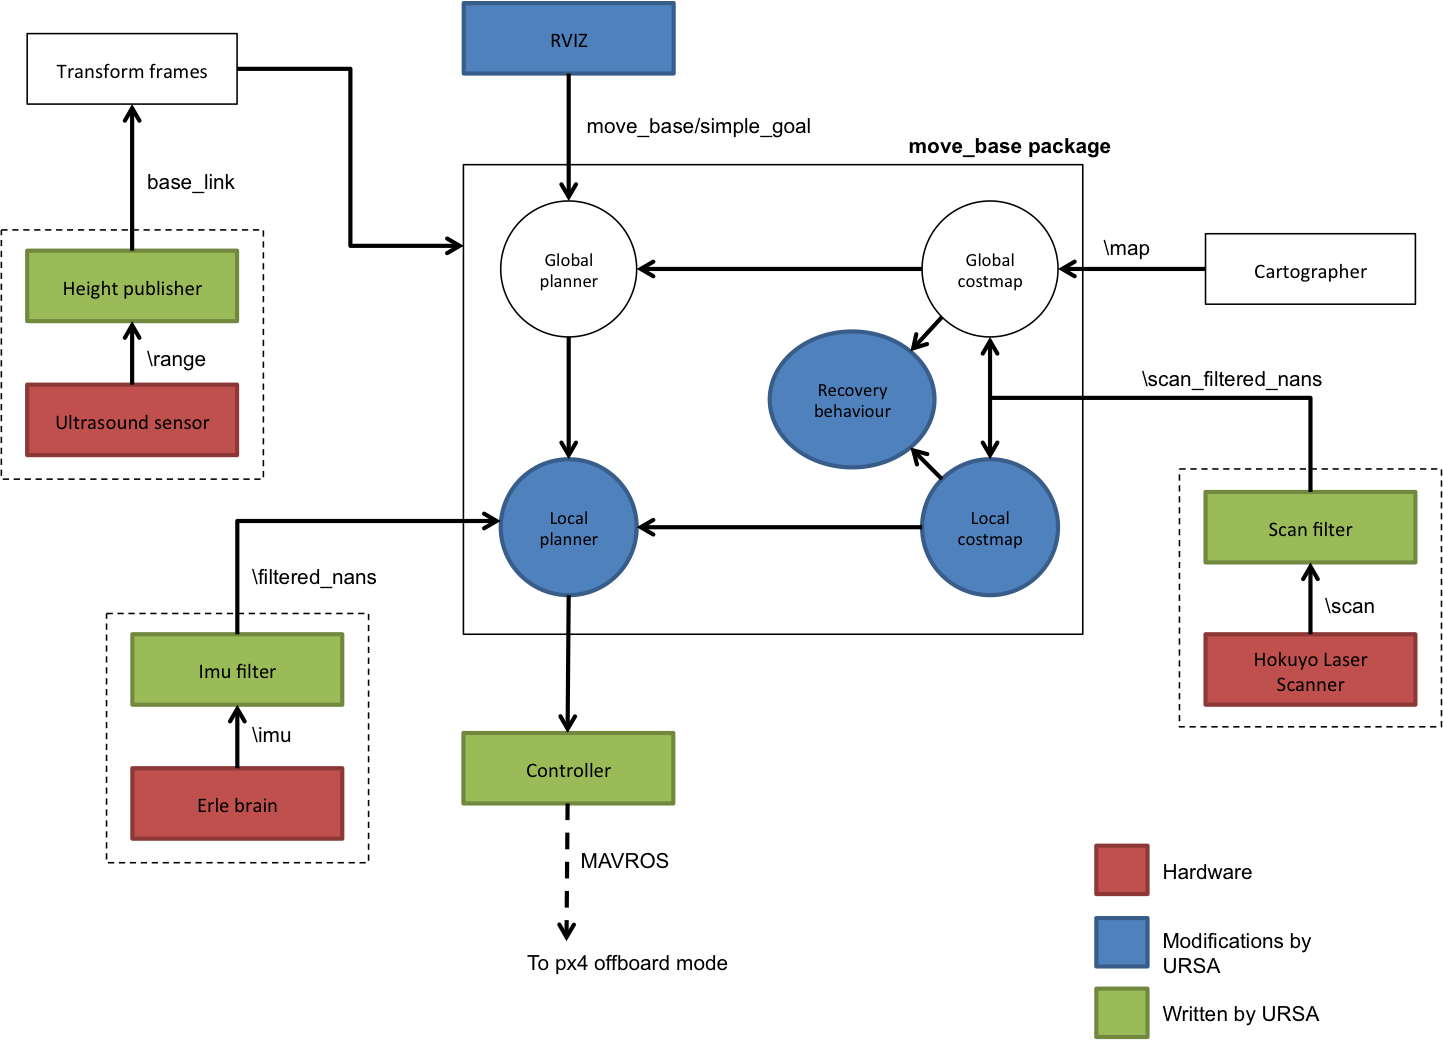 RVIZ
Transform frames
move_base/simple_goal
move_base package
base_link
\map
Global
planner
Global
costmap
Cartographer
Height publisher
\range
Ultrasound sensor
Recovery
behaviour
\scan_filtered_nans
Local
planner
Local
costmap
Scan filter
\filtered_nans
\scan
Imu filter
Hokuyo Laser
Scanner
\imu
Erle brain
Controller
MAVROS
To px4 offboard mode
Hardware
Modifications by
URSA
Written by URSA